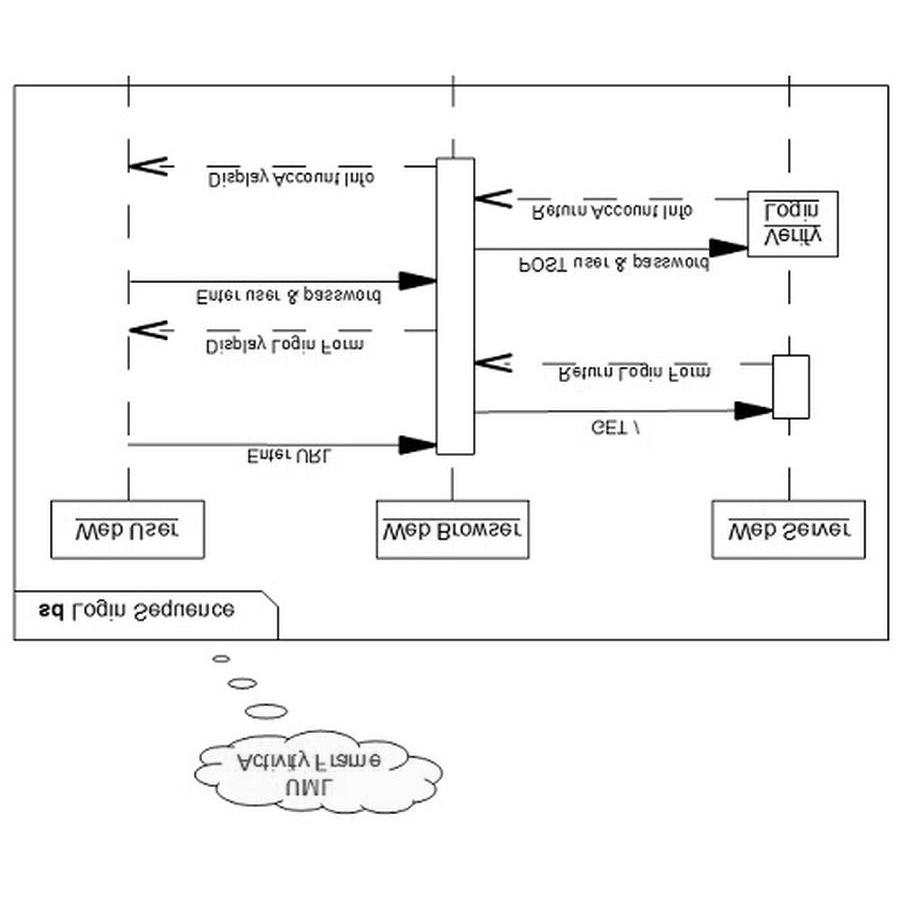 UML
Activity Frame
sd Login Sequence
Web User
Web Browser
Web Server
Enter URL
GET /
Return Login Form
Display Login Form
Enter user & password
POST user & password
Verify
Login
Return Account Info
Display Account Info